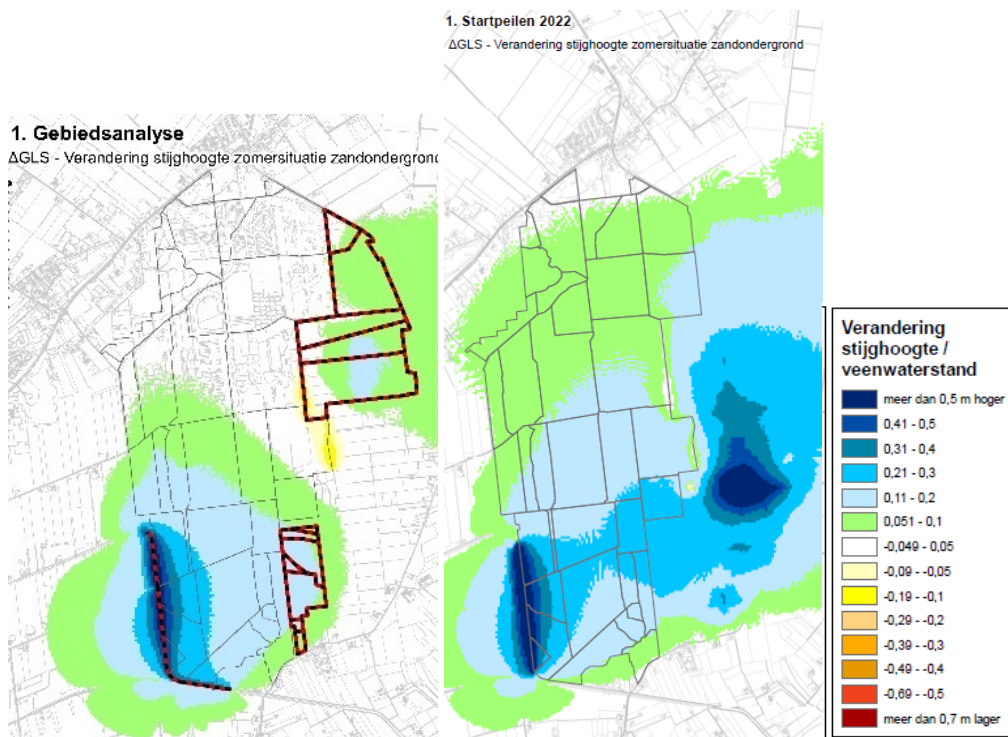 1. Startpeilen 2022
ΔGLS - Verandering stijghoogte zomersituatie zandondergrond
1. Gebiedsanalyse
ΔGLS - Verandering stijghoogte zomersituatie zandondergrond
Verandering
stijghoogte /
veenwaterstand
meer dan 0,5 m hoger
0,41 - 0,5
0,31 - 0,4
0,21 - 0,3
0,11 - 0,2
0,051 - 0,1
-0,049 - 0,05
-0,09 - -0,05
-0,19 - -0,1
-0,29 - -0,2
-0,39 - -0,3
-0,49 - -0,4
-0,69 - -0,5
meer dan 0,7 m lager